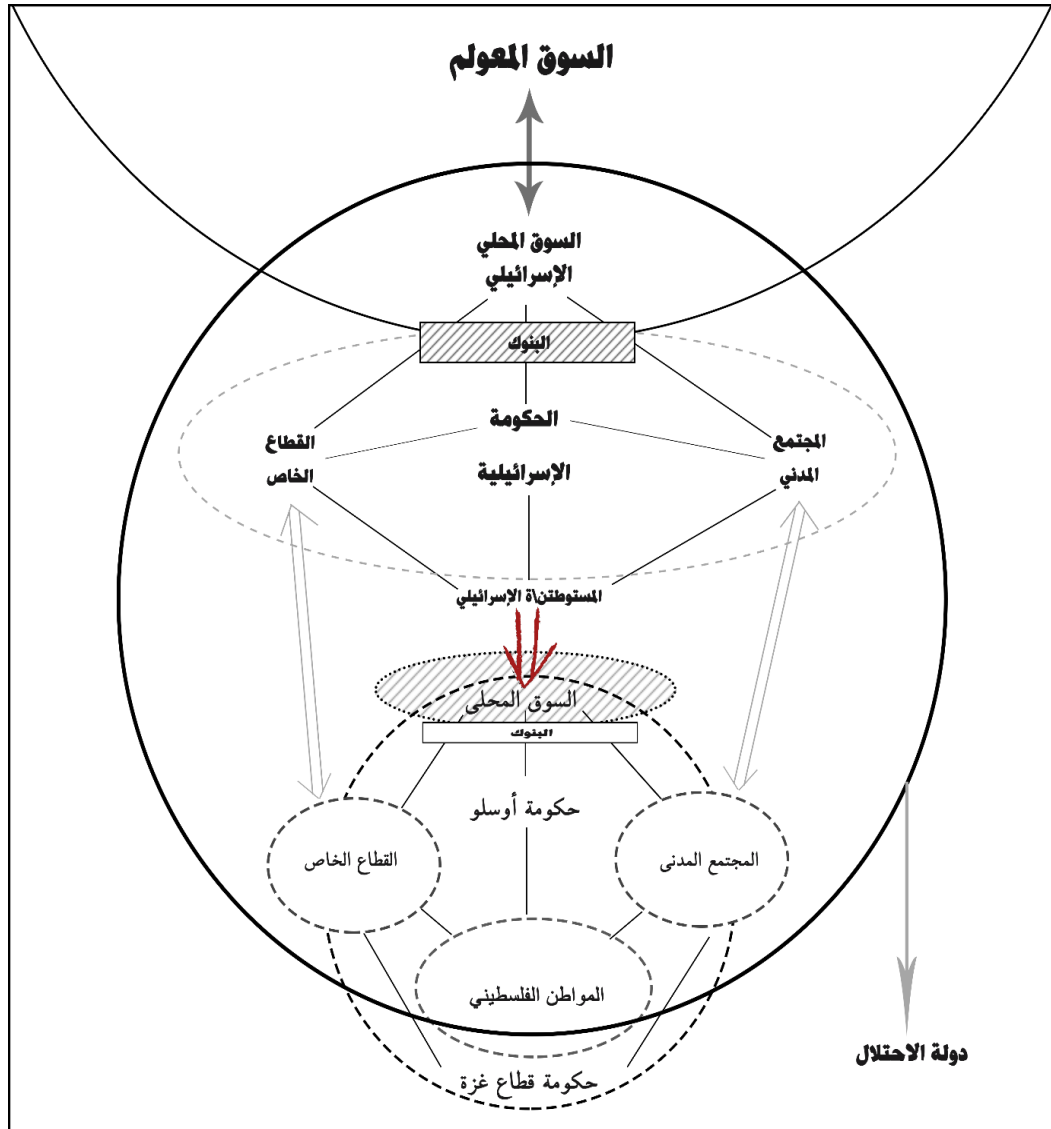 السوق المعولم
السوق المحلي
الإسرائيلي
البنوك
الحكومة
المجتمع
القطاع
المدني
الإسرائيلية
الخاص
المستوطتن\ة الإسرائيلي
السوق المحلى
البنوك
حكومة أوسلو
المجتمع المدنى
القطاع الخاص
المواطن الفلسطيني
دولة الاحتلال
حكومة قطاع غزة